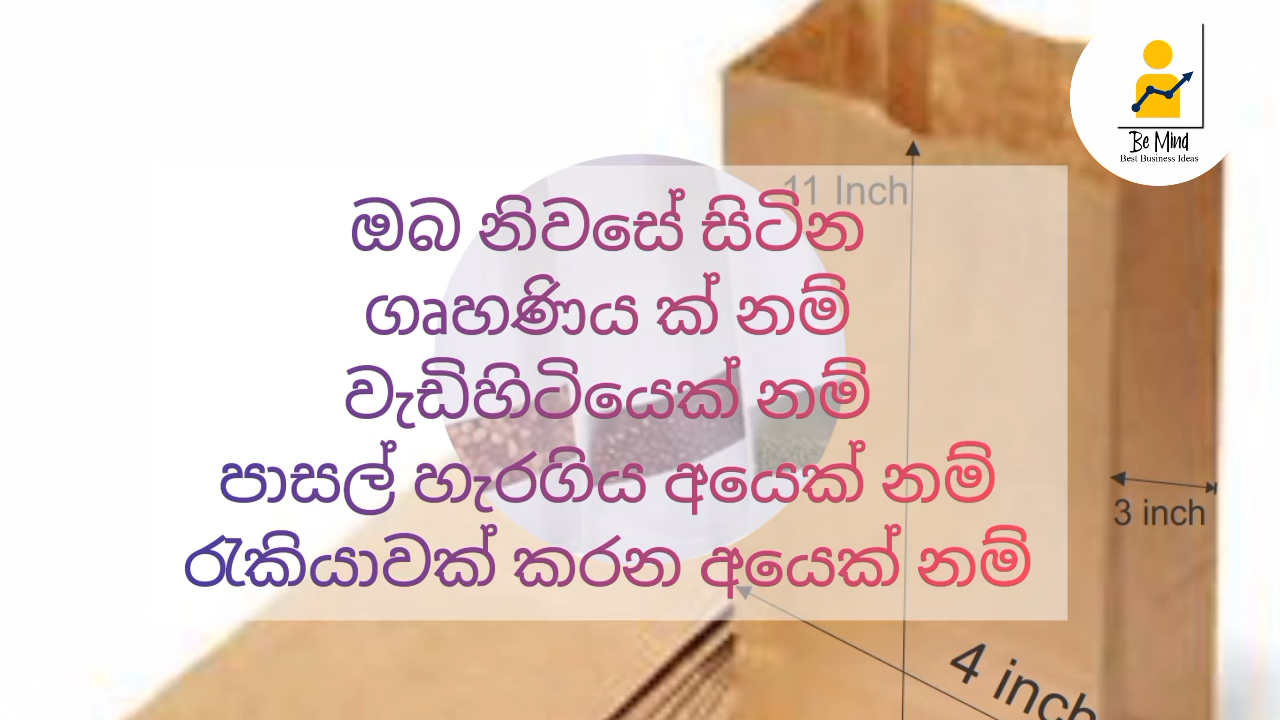 Be Mind
Best Business Ideas
11 Inch
ඔබ නිවසේ සිටින
ගෘහණිය ක් නම්
වැඩිහිටියෙක් නම්
පාසල් හැරගිය අයෙක් නම්
රැකියාවක් කරන අයෙක් නම්
3 inch
4 inch